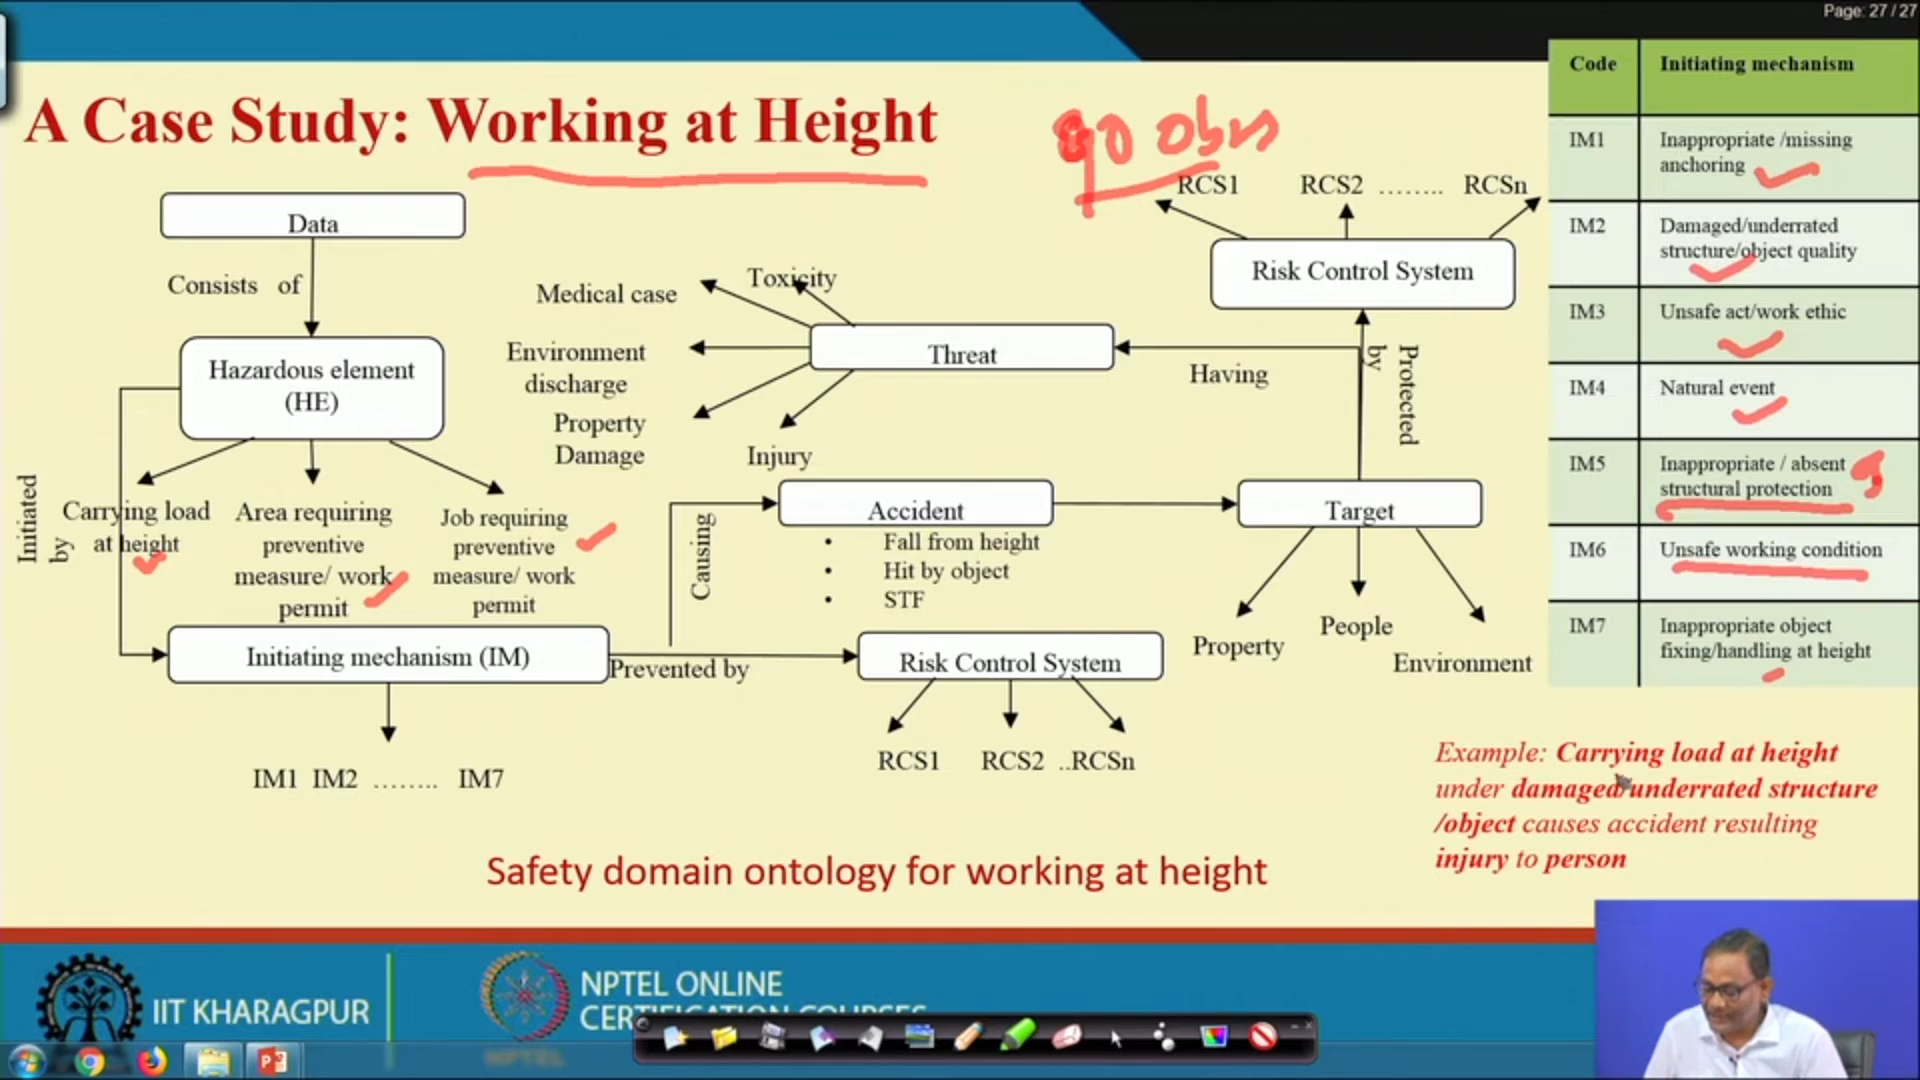 Page: 27 / 27
A Case Study: Working at Height
90 obs
Data
Consists of
Hazardous element
(HE)
Initiated
by
Carrying load
at height
Area requiring
preventive
measure/ work
permit
Job requiring
preventive
measure/ work
permit
Initiating mechanism (IM)
IM1 IM2 ........ IM7
Prevented by
Causing
Medical case
Toxicity
Environment
discharge
Property
Damage
Injury
Threat
Having
Accident
• Fall from height
• Hit by object
• STF
Risk Control System
RCS1 RCS2 ..RCSn
RCS1 RCS2 ........ RCSn
Risk Control System
Protected
by
Target
Property
People
Environment
Code Initiating mechanism
IM1 Inappropriate /missing
anchoring
IM2 Damaged/underrated
structure/object quality
IM3 Unsafe act/work ethic
IM4 Natural event
IM5 Inappropriate / absent
structural protection
IM6 Unsafe working condition
IM7 Inappropriate object
fixing/handling at height
Example: Carrying load at height
under damaged/underrated structure
/object causes accident resulting
injury to person
Safety domain ontology for working at height
IIT KHARAGPUR
NPTEL ONLINE
CERTIFICATION COURSES
NPTEL